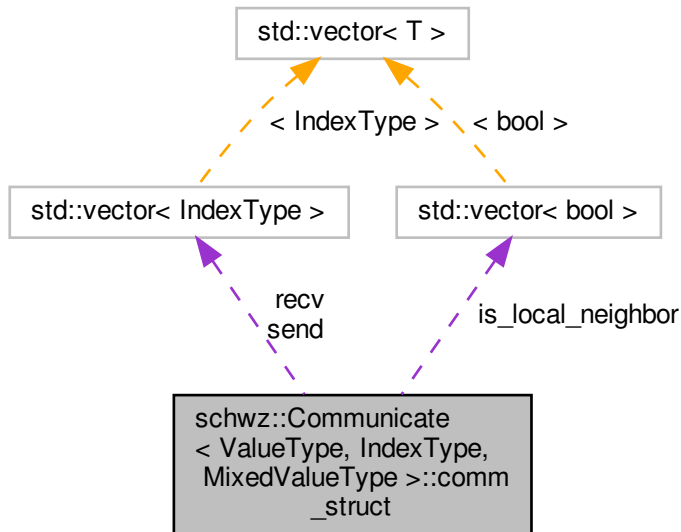 std::vector< T >
< IndexType >
< bool >
std::vector< IndexType >
std::vector< bool >
recv
send
is_local_neighbor
schwz::Communicate
< ValueType, IndexType,
MixedValueType >::comm
_struct